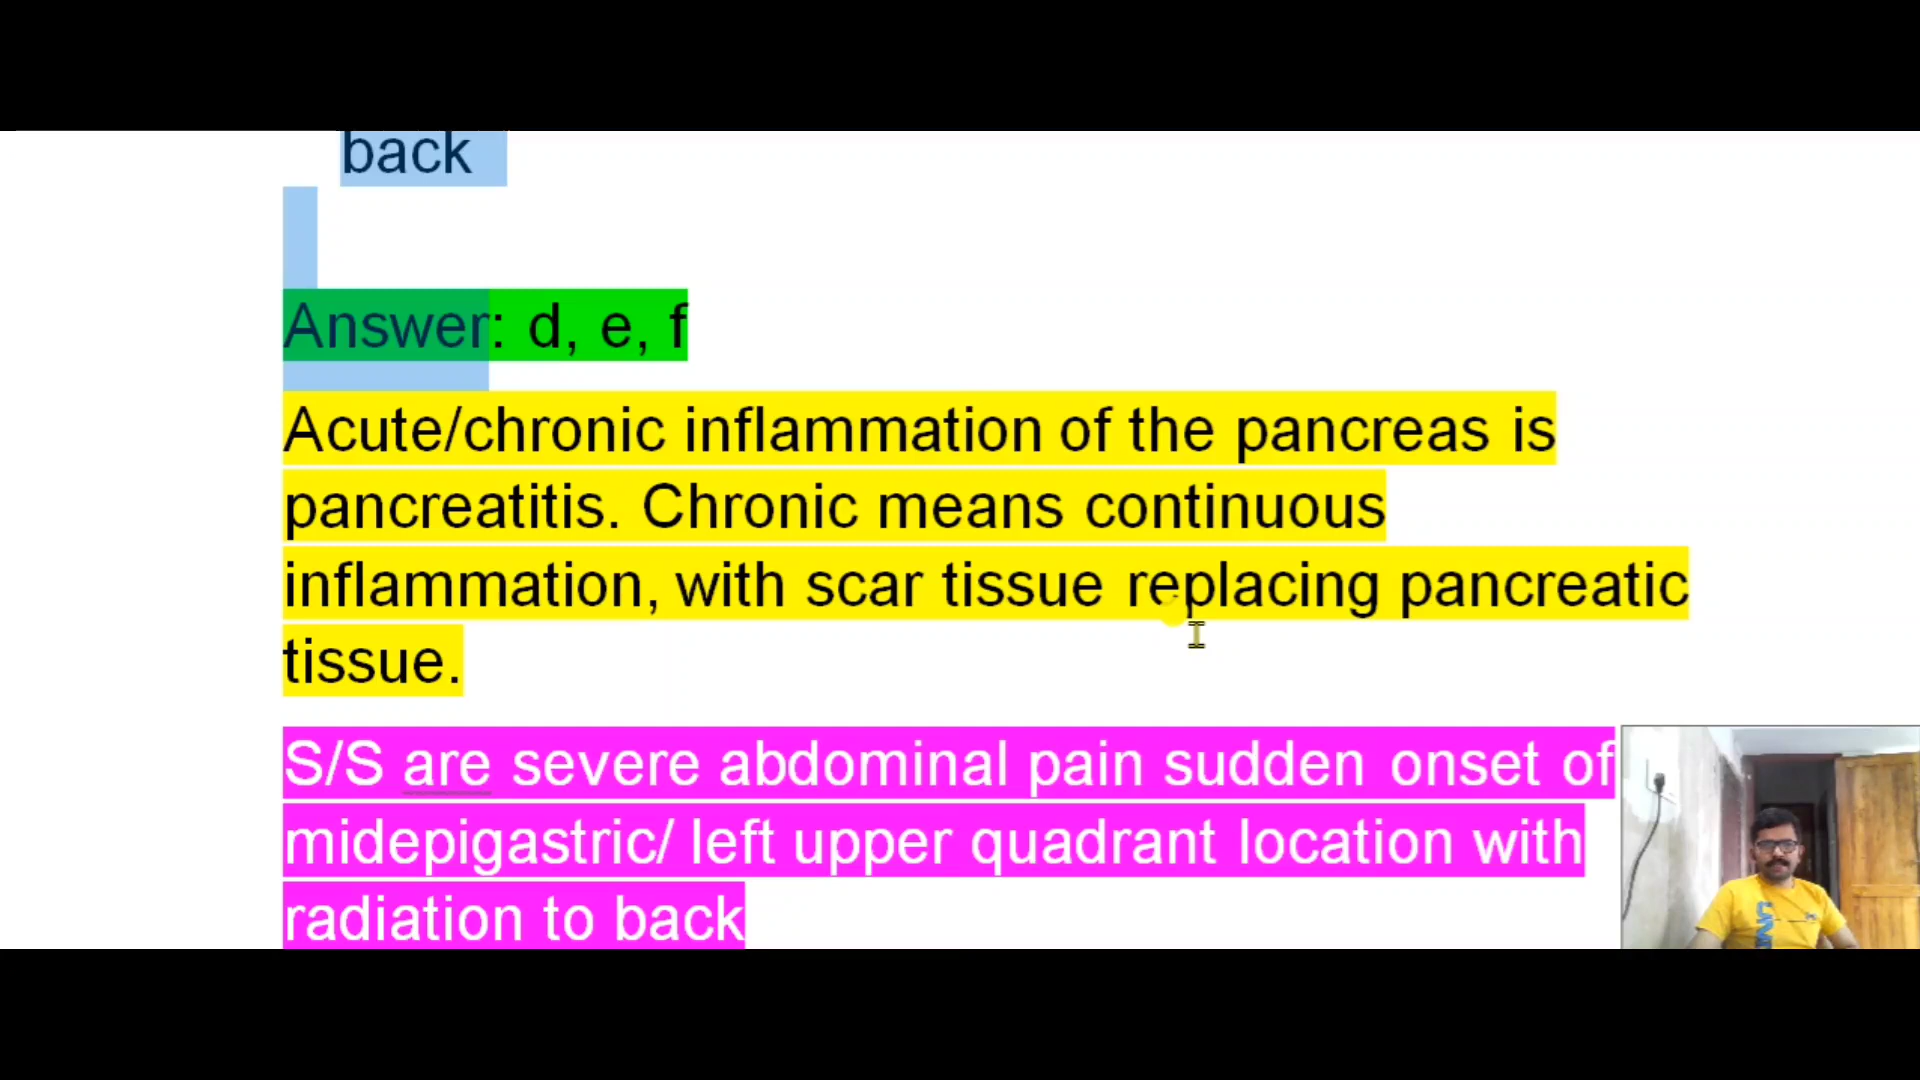 back
Answer: d, e, f
Acute/chronic inflammation of the pancreas is
pancreatitis. Chronic means continuous
inflammation, with scar tissue replacing pancreatic
tissue.
S/S are severe abdominal pain sudden onset of
midepigastric/ left upper quadrant location with
radiation to back